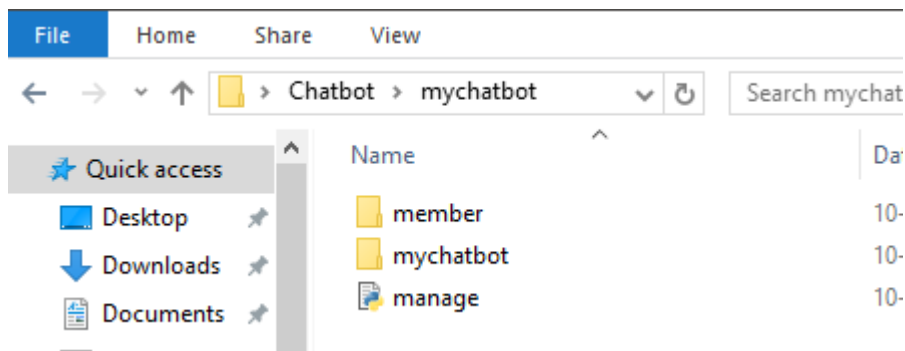 File Home Share View
Chatbot > mychatbot Search mychat
Quick access
Name Da
Desktop
member 10-
Downloads
mychatbot 10-
Documents
manage 10-